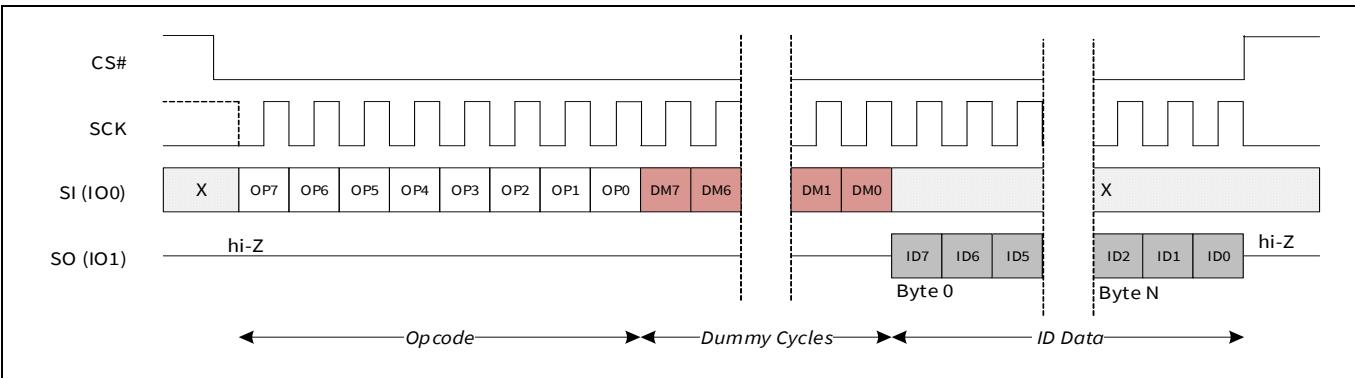 CS#
SCK
SI (IO0) X OP7 OP6 OP5 OP4 OP3 OP2 OP1 OP0 DM7 DM6 DM1 DM0 X
hi-Z hi-Z
SO (IO1) ID7 ID6 ID5 ID2 ID1 ID0
Byte 0 Byte N
Opcode Dummy Cycles ID Data